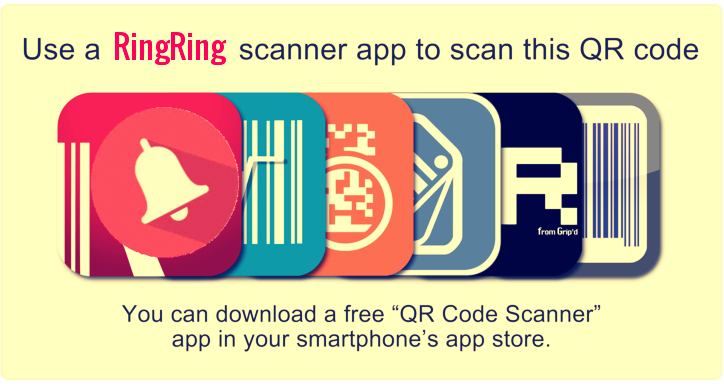 Use a RingRing scanner app to scan this QR code
R
from Grip'd
You can download a free “QR Code Scanner”
app in your smartphone’s app store.